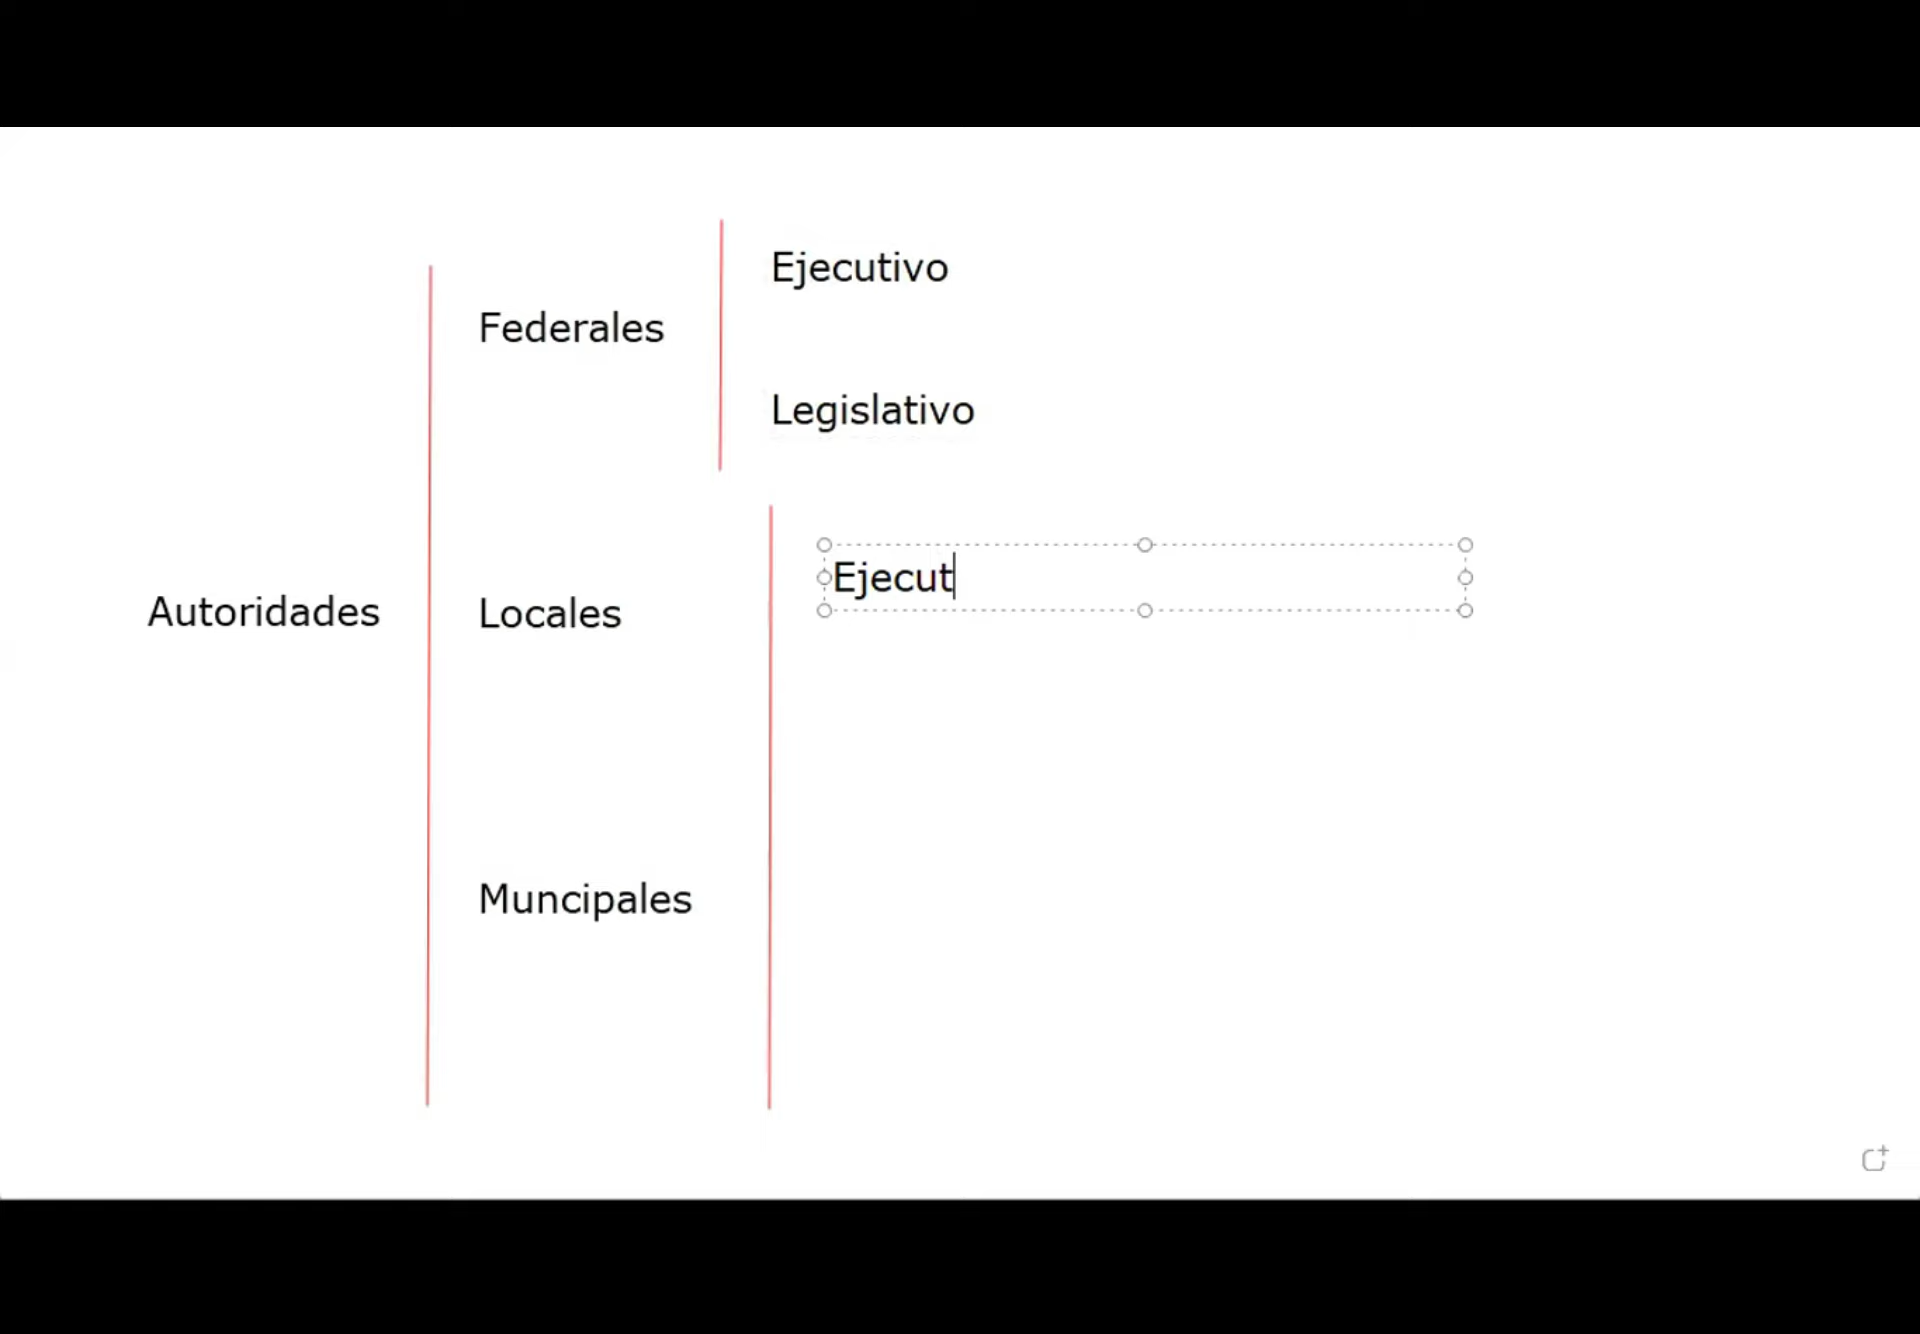 Ejecutivo
Federales
Legislativo
Ejecut
Autoridades
Locales
Muncipales